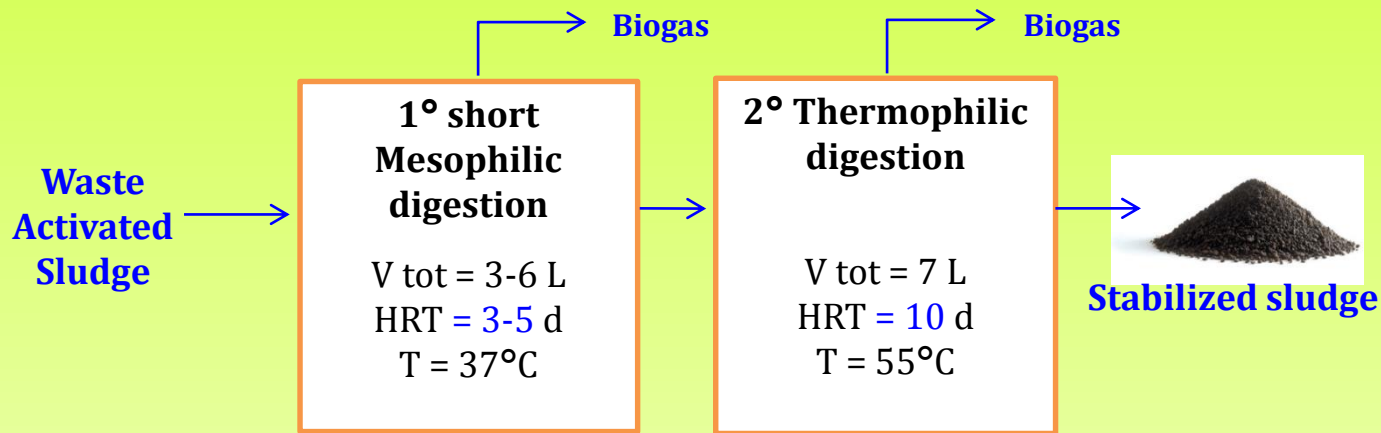 Biogas
Biogas
Waste
Activated
Sludge
1° short
Mesophilic
digestion
V tot = 3-6 L
HRT = 3-5 d
T = 37°C
2° Thermophilic
digestion
V tot = 7 L
HRT = 10 d
T = 55°C
Stabilized sludge